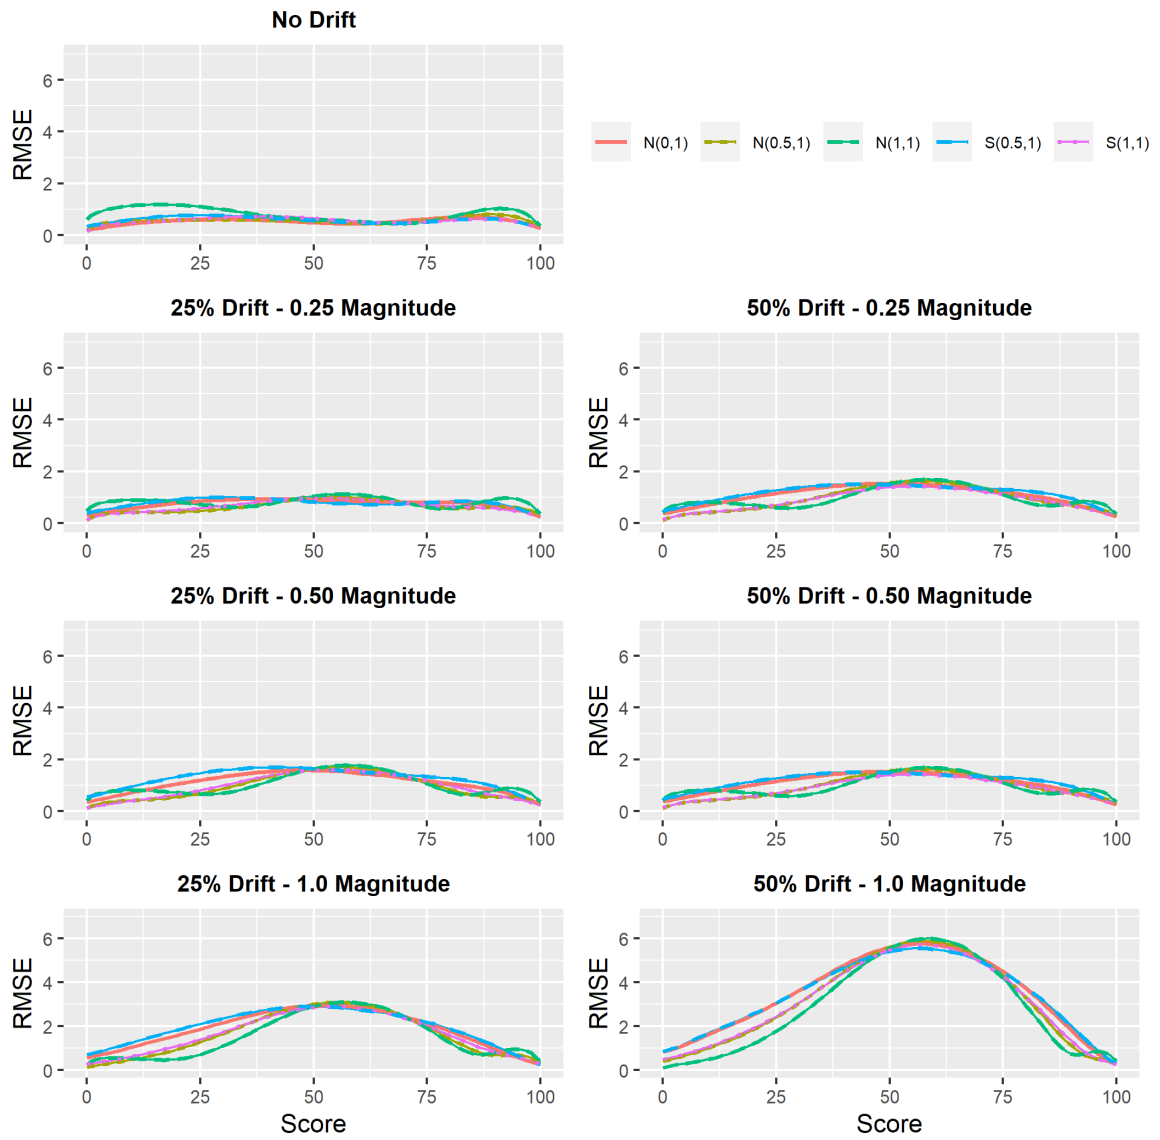 No Drift
RMSE
6
4
2
0
0 25 50 75 100
N(0,1) N(0.5,1) N(1,1) S(0.5,1) S(1,1)
25% Drift - 0.25 Magnitude
RMSE
6
4
2
0
0 25 50 75 100
50% Drift - 0.25 Magnitude
RMSE
6
4
2
0
0 25 50 75 100
25% Drift - 0.50 Magnitude
RMSE
6
4
2
0
0 25 50 75 100
50% Drift - 0.50 Magnitude
RMSE
6
4
2
0
0 25 50 75 100
25% Drift - 1.0 Magnitude
RMSE
6
4
2
0
0 25 50 75 100
Score
50% Drift - 1.0 Magnitude
RMSE
6
4
2
0
0 25 50 75 100
Score